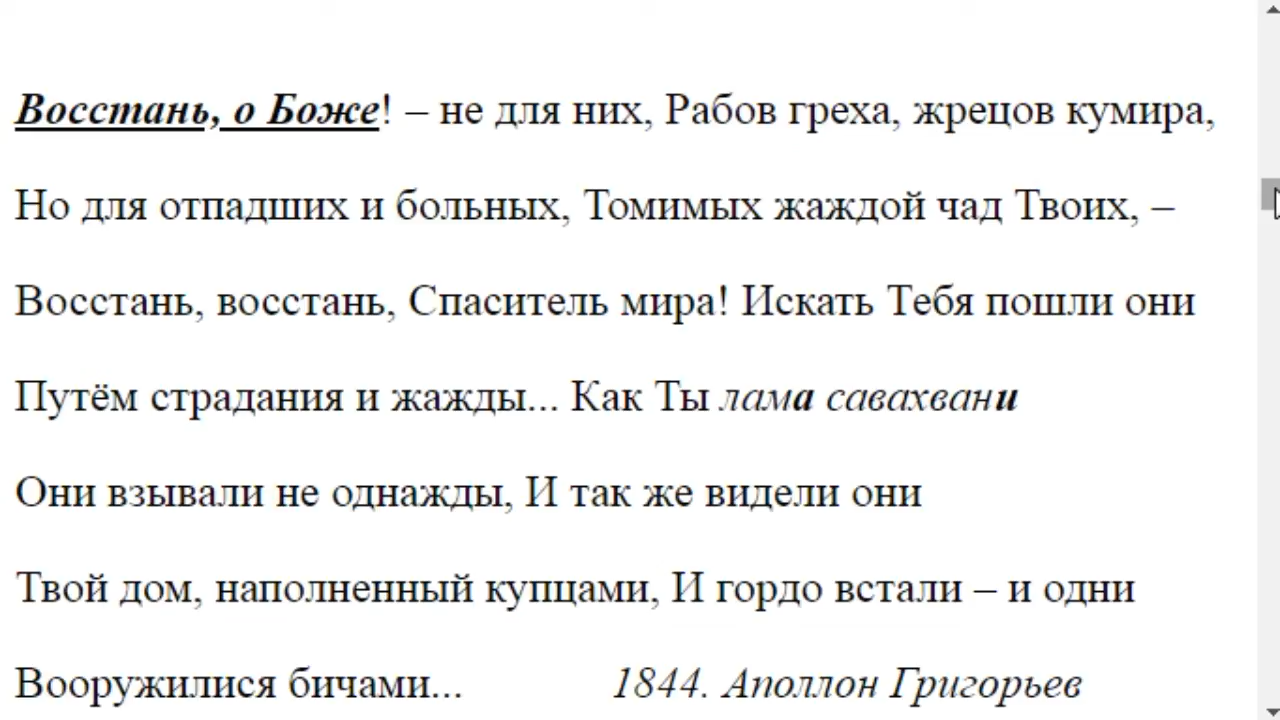 Восстань, о Боже! – не для них, Рабов греха, жрецов кумира,
Но для отпадших и больных, Томимых жаждой чад Твоих, –
Восстань, восстань, Спаситель мира! Искать Тебя пошли они
Путём страдания и жажды... Как Ты лама савахвани
Они взывали не однажды, И так же видели они
Твой дом, наполненный купцами, И гордо встали – и одни
Вооружилися бичами... 1844. Аполлон Григорьев